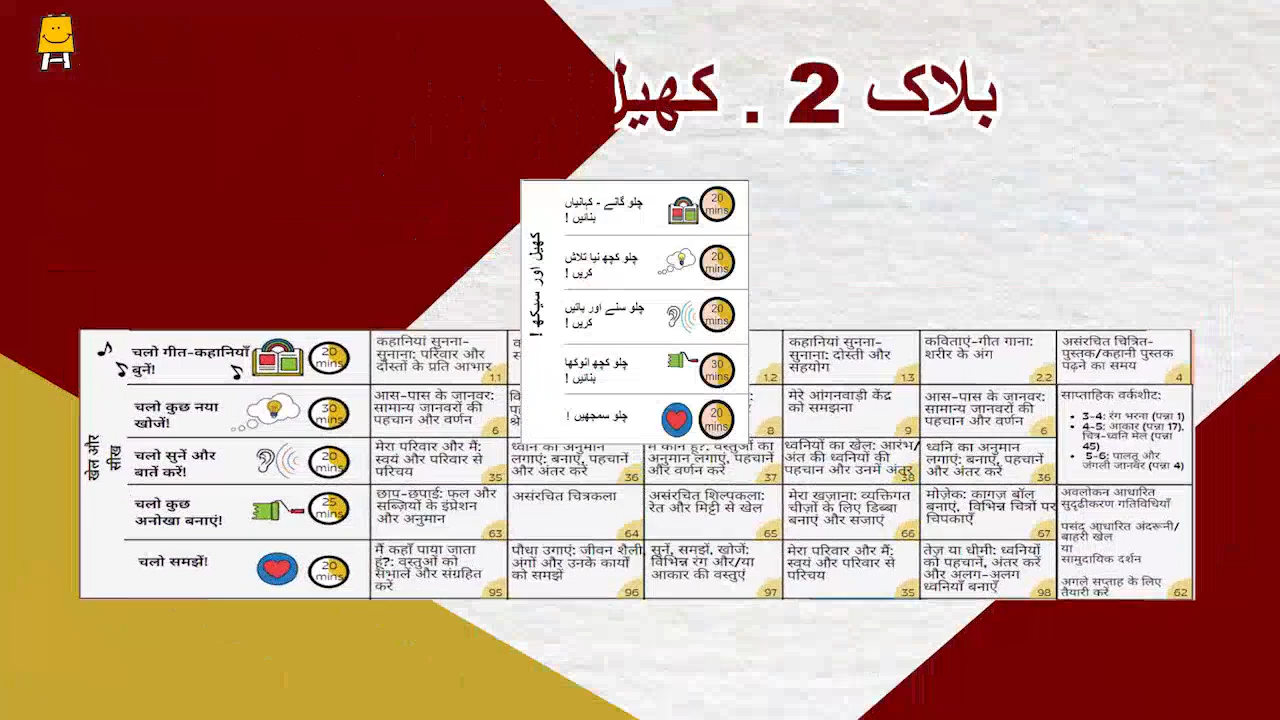 بلاک 2 . کھیل
کھیل اور سیکھ !
چلو گانے - کہانیاں
بنائیں !
20
mins
چلو کچھ نیا تلاش
کریں !
20
mins
چلو سنے اور باتیں
کریں !
20
mins
چلو کچھ انوکھا
بنائیں !
30
mins
چلو سمجھیں !
20
mins
खेल और
सीख
चलो गीत-कहानियाँ
बुनें!
20
mins
कहानियां सुनना-
सुनाना: परिवार और
दोस्तों के प्रति आभार
1.1
1.2
कहानियां सुनना-
सुनाना: दोस्ती और
सहयोग
1.3
कविताएं-गीत गाना:
शरीर के अंग
2.2
असंरचित चित्रित-
पुस्तक/कहानी पुस्तक
पढ़ने का समय
4
चलो कुछ नया
खोजें!
30
mins
आस-पास के जानवर:
सामान्य जानवरों की
पहचान और वर्णन
6
8
मेरे आंगनवाड़ी केंद्र
को समझना
9
आस-पास के जानवर:
सामान्य जानवरों की
पहचान और वर्णन
6
साप्ताहिक वर्कशीट:
• 3-4: रंग भरना (पन्ना 1)
• 4-5: आकार (पन्ना 17),
चित्र-ध्वनि मेल (पन्ना
45)
• 5-6: पालतू और
जंगली जानवर (पन्ना 4)
चलो सुनें और
बातें करें!
20
mins
मेरा परिवार और मैं:
स्वयं और परिवार से
परिचय
35
ध्वनि का अनुमान
लगाएं: बनाएं, पहचानें
और अंतर करें
36
मैं कौन हूं?: वस्तुओं का
अनुमान लगाएं, पहचानें
और वर्णन करें
37
ध्वनियों का खेल: आरंभ/
अंत की ध्वनियों की
पहचान और उनमें अंतर
38
ध्वनि का अनुमान
लगाएं: बनाएं, पहचानें
और अंतर करें
36
चलो कुछ
अनोखा बनाएं!
25
mins
छाप-छपाई: फल और
सब्ज़ियों के इंप्रेशन
और अनुमान
63
असंरचित चित्रकला
64
असंरचित शिल्पकला:
रेत और मिट्टी से खेल
65
मेरा खज़ाना: व्यक्तिगत
चीज़ों के लिए डिब्बा
बनाएं और सजाएं
66
मोज़ेक: कागज़ बॉल
बनाएं, विभिन्न चित्रों पर
चिपकाएँ
67
अवलोकन आधारित
सुदृढीकरण गतिविधियाँ
पसंद आधारित अंदरूनी/
बाहरी खेल
या
सामुदायिक दर्शन
अगले सप्ताह के लिए
तैयारी करें
62
चलो समझें!
20
mins
मैं कहाँ पाया जाता
हूं?: वस्तुओं को
संभालें और संग्रहित
करें
95
पौधा उगाएं: जीवन शैली,
अंगों और उनके कार्यों
को समझें
96
सुनें, समझें, खोजें:
विभिन्न रंग और/या
आकार की वस्तुएं
97
मेरा परिवार और मैं:
स्वयं और परिवार से
परिचय
35
तेज़ या धीमी: ध्वनियों
को पहचानें, अंतर करें
और अलग-अलग
ध्वनियाँ बनाएँ
98